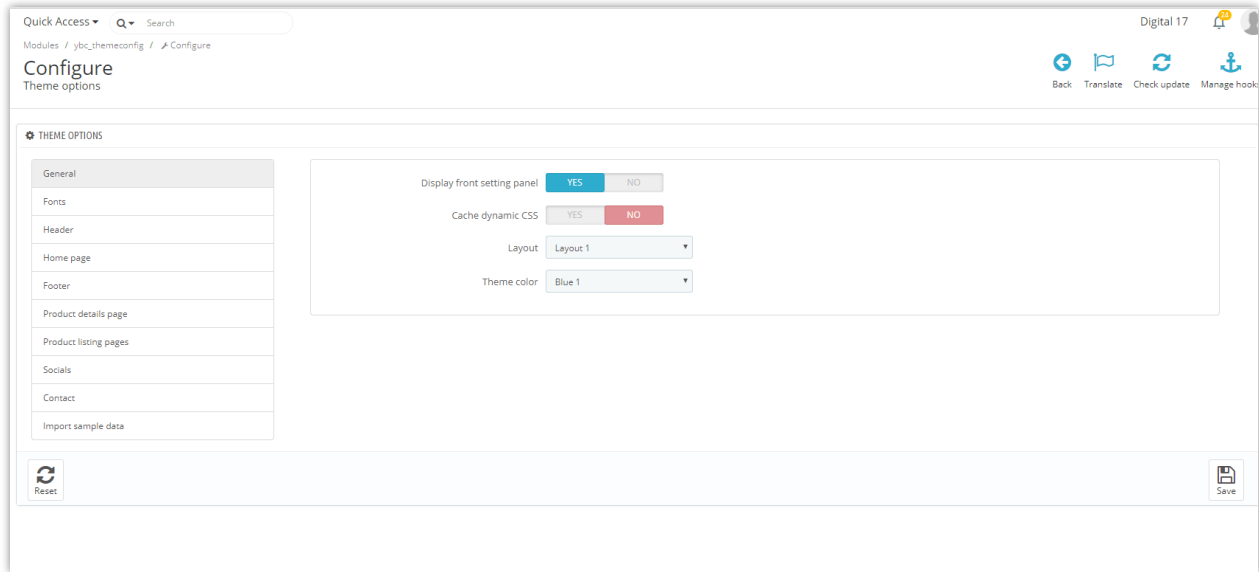 Quick Access
Search
Digital 17
Modules / ybc_themeconfig / Configure
Configure
Theme options
Back
Translate
Check update
Manage hooks
THEME OPTIONS
General
Fonts
Header
Home page
Footer
Product details page
Product listing pages
Socials
Contact
Import sample data
Display front setting panel YES NO
Cache dynamic CSS YES NO
Layout Layout 1
Theme color Blue 1
Reset
Save